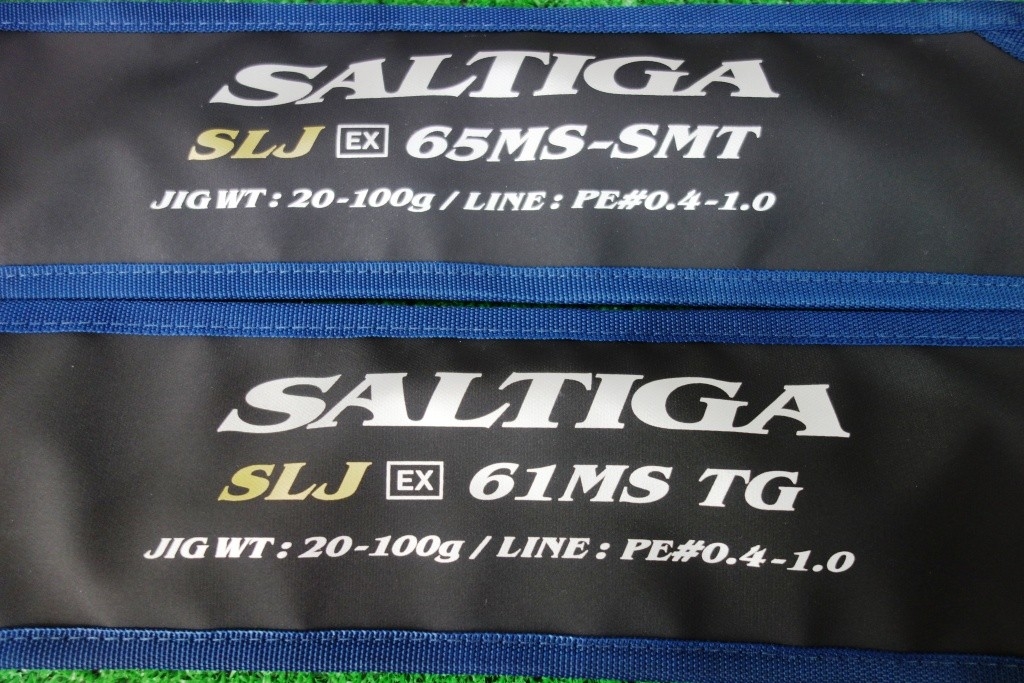 SALTIGA
SLJ EX 65MS-SMT
JIG WT : 20-100g / LINE : PE#0.4-1.0
SALTIGA
SLJ EX 61MS TG
JIG WT : 20-100g / LINE : PE#0.4-1.0